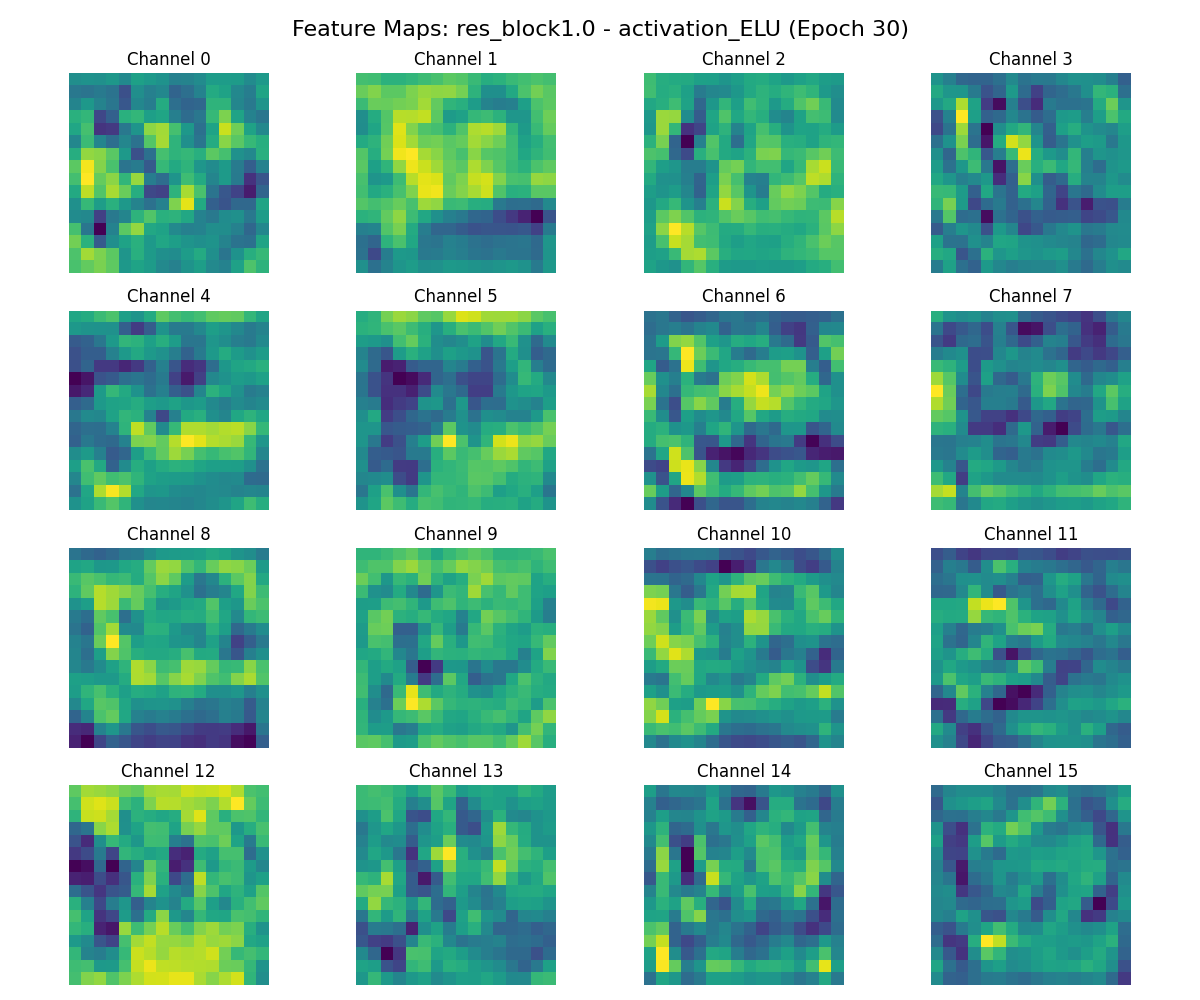 Feature Maps: res_block1.0 - activation_ELU (Epoch 30)
Channel 0
Channel 1
Channel 2
Channel 3
Channel 4
Channel 5
Channel 6
Channel 7
Channel 8
Channel 9
Channel 10
Channel 11
Channel 12
Channel 13
Channel 14
Channel 15